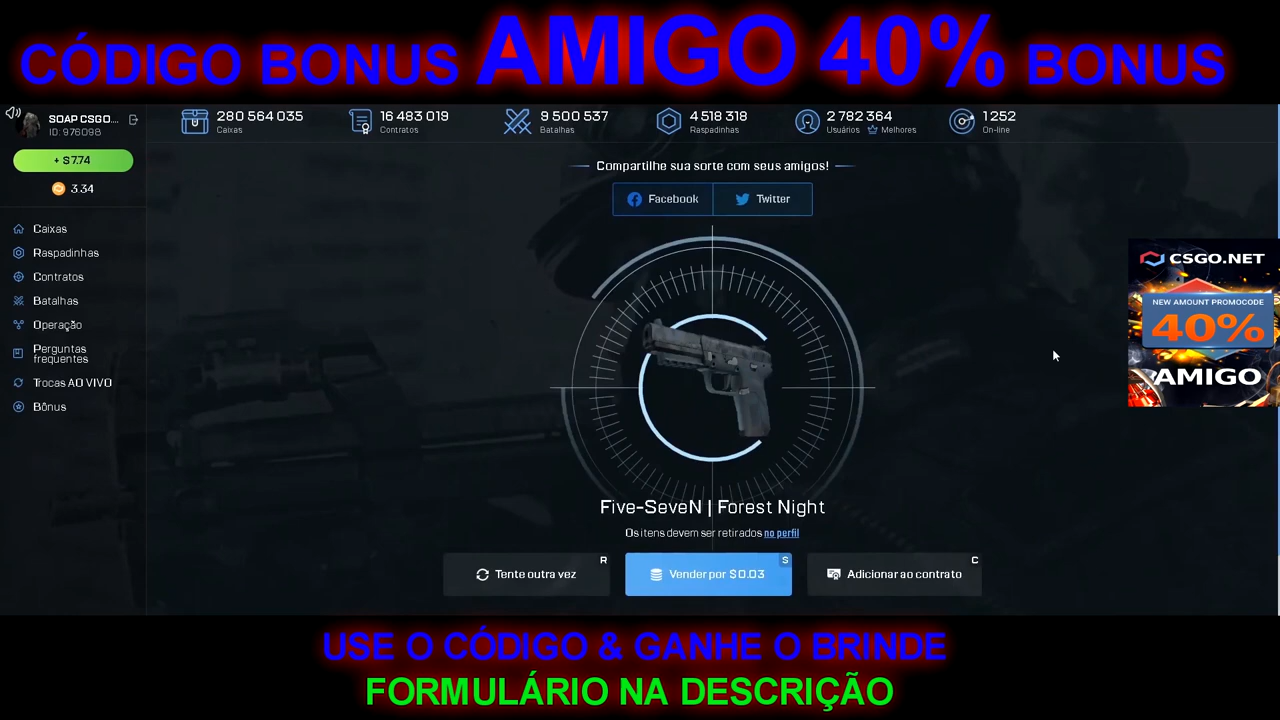 CÓDIGO BONUS AMIGO 40% BONUS
SOAP CSGO...
ID: 976098
+ $7.74
3.34
280 564 035
Caixas
16 483 019
Contratos
9 500 537
Batalhas
4 518 318
Raspadinhas
2 782 364
Usuários Melhores
1 252
On-line
Caixas
Raspadinhas
Contratos
Batalhas
Operação
Perguntas
frequentes
Trocas AO VIVO
Bônus
Compartilhe sua sorte com seus amigos!
Facebook
Twitter
CSGO.NET
NEW AMOUNT PROMOCODE
40%
AMIGO
Five-SeveN | Forest Night
Os itens devem ser retirados no perfil
Tente outra vez R
Vender por $0.03 S
Adicionar ao contrato C
USE O CÓDIGO & GANHE O BRINDE
FORMULÁRIO NA DESCRIÇÃO